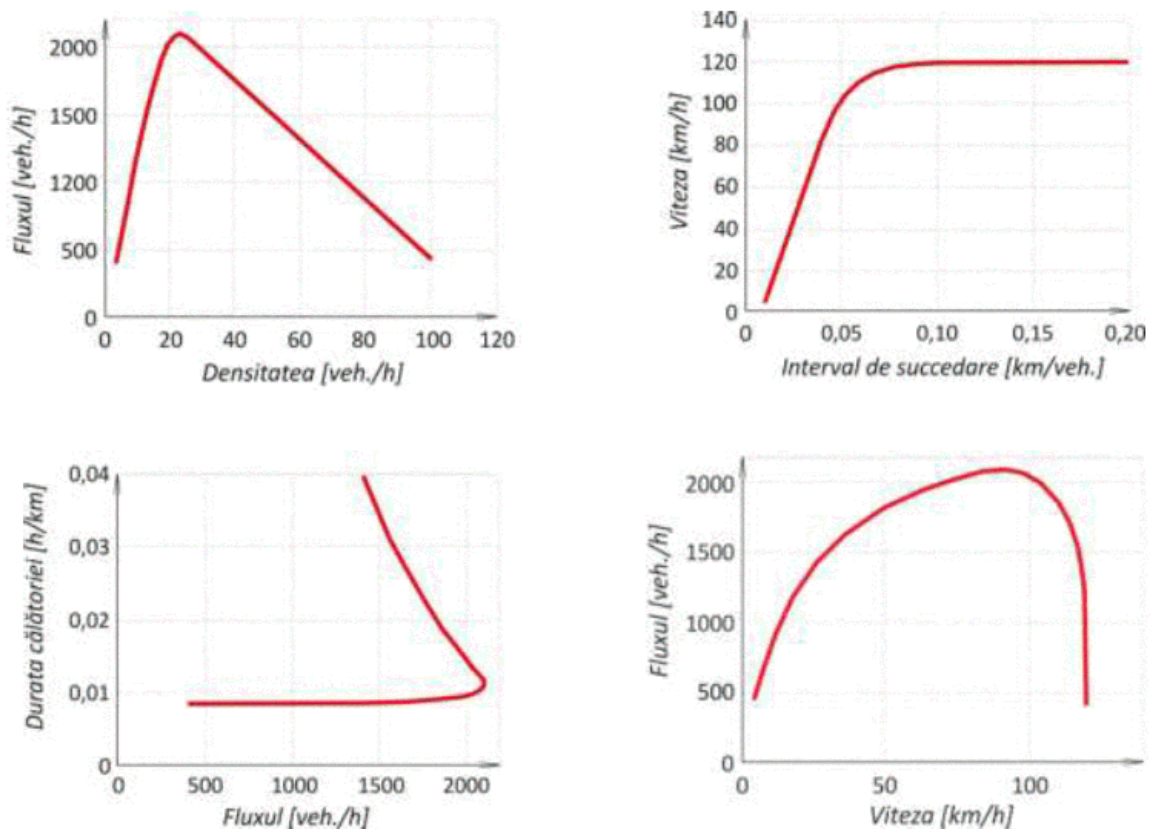 Fluxul [veh./h]
2000
1500
1200
500
0
0 20 40 60 80 100 120
Densitatea [veh./h]
Viteza [km/h]
140
120
100
80
60
40
20
0
0 0,05 0,10 0,15 0,20
Interval de succedare [km/veh.]
Durata călătoriei [h/km]
0,04
0,03
0,02
0,01
0
0 500 1000 1500 2000
Fluxul [veh./h]
Fluxul [veh./h]
2000
1500
1000
500
0
0 50 100
Viteza [km/h]